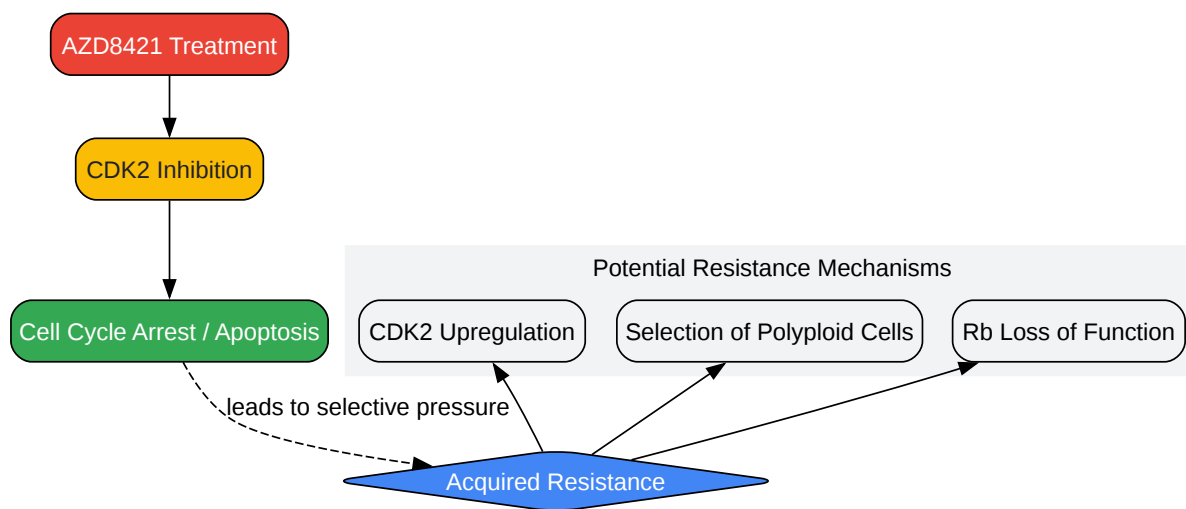 AZD8421 Treatment
CDK2 Inhibition
Cell Cycle Arrest / Apoptosis
Potential Resistance Mechanisms
CDK2 Upregulation
Selection of Polyploid Cells
Rb Loss of Function
leads to selective pressure
Acquired Resistance